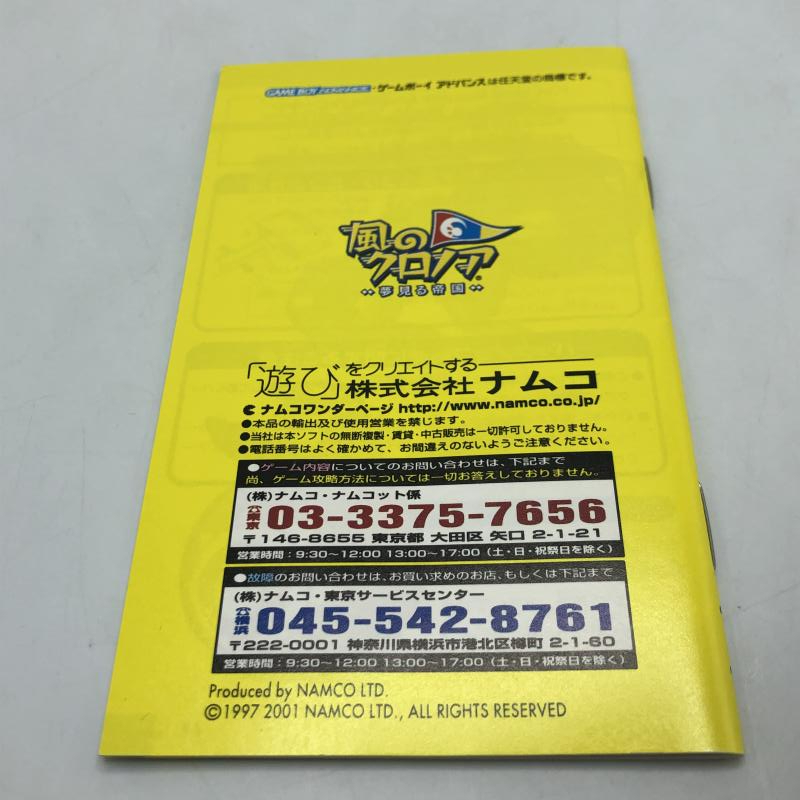 GAME BOY ADVANCE・ゲームボーイ アドバンスは任天堂の商標です。
風の
クロノア
夢見る帝国
「遊び」をクリエイトする
株式会社 ナムコ
ナムコワンダーページ http://www.namco.co.jp/
●本品の輸出及び使用営業を禁じます。
●当社は本ソフトの無断複製・賃貸・中古販売は一切許可しておりません。
●電話番号はよく確かめて、お間違えのないようご注意ください。
●ゲーム内容についてのお問い合わせは、下記まで
尚、ゲーム攻略方法については一切お答えしておりません。
(株)ナムコ・ナムコット係
東京 03-3375-7656
〒146-8655 東京都 大田区 矢口 2-1-21
営業時間：9:30~12:00 13:00~17:00（土・日・祝祭日を除く）
●故障のお問い合わせは、お買い求めのお店、もしくは下記まで
(株)ナムコ・東京サービスセンター
横浜 045-542-8761
〒222-0001 神奈川県横浜市港北区樽町 2-1-60
営業時間：9:30~12:00 13:00~17:00（土・日・祝祭日を除く）
Produced by NAMCO LTD.
©1997 2001 NAMCO LTD., ALL RIGHTS RESERVED